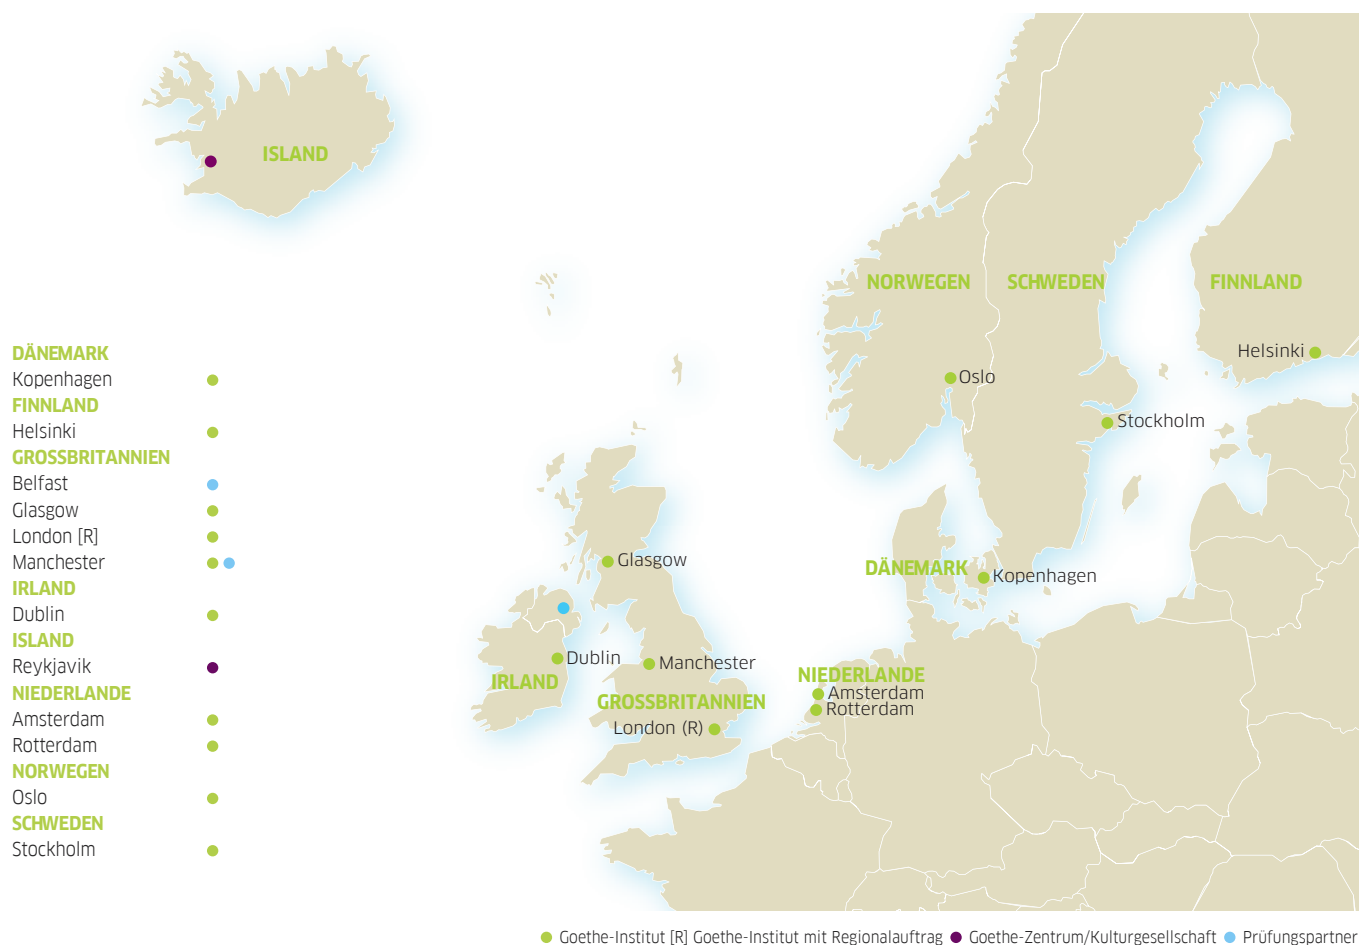 DÄNEMARK
Kopenhagen
FINNLAND
Helsinki
GROSSBRITANNIEN
Belfast
Glasgow
London [R]
Manchester
IRLAND
Dublin
ISLAND
Reykjavik
NIEDERLANDE
Amsterdam
Rotterdam
NORWEGEN
Oslo
SCHWEDEN
Stockholm
ISLAND
NORWEGEN
SCHWEDEN
FINNLAND
Helsinki
Oslo
Stockholm
Glasgow
DÄNEMARK
Kopenhagen
Dublin
Manchester
IRLAND
NIEDERLANDE
Amsterdam
GROSSBRITANNIEN
Rotterdam
London (R)
Goethe-Institut [R] Goethe-Institut mit Regionalauftrag Goethe-Zentrum/Kulturgesellschaft Prüfungspartner